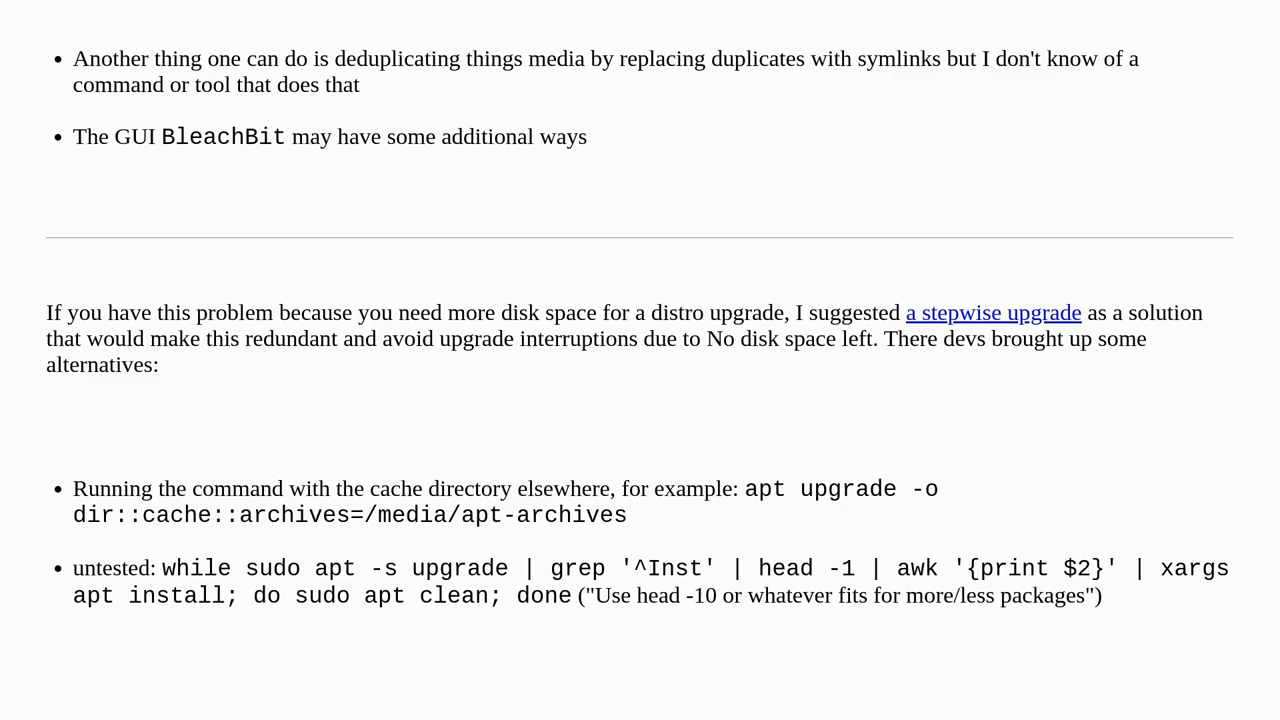 Another thing one can do is deduplicating things media by replacing duplicates with symlinks but I don't know of a
command or tool that does that
The GUI BleachBit may have some additional ways
If you have this problem because you need more disk space for a distro upgrade, I suggested a stepwise upgrade as a solution
that would make this redundant and avoid upgrade interruptions due to No disk space left. There devs brought up some
alternatives:
Running the command with the cache directory elsewhere, for example: apt upgrade -o
dir::cache::archives=/media/apt-archives
untested: while sudo apt -s upgrade | grep '^Inst' | head -1 | awk '{print $2}' | xargs
apt install; do sudo apt clean; done ("Use head -10 or whatever fits for more/less packages")